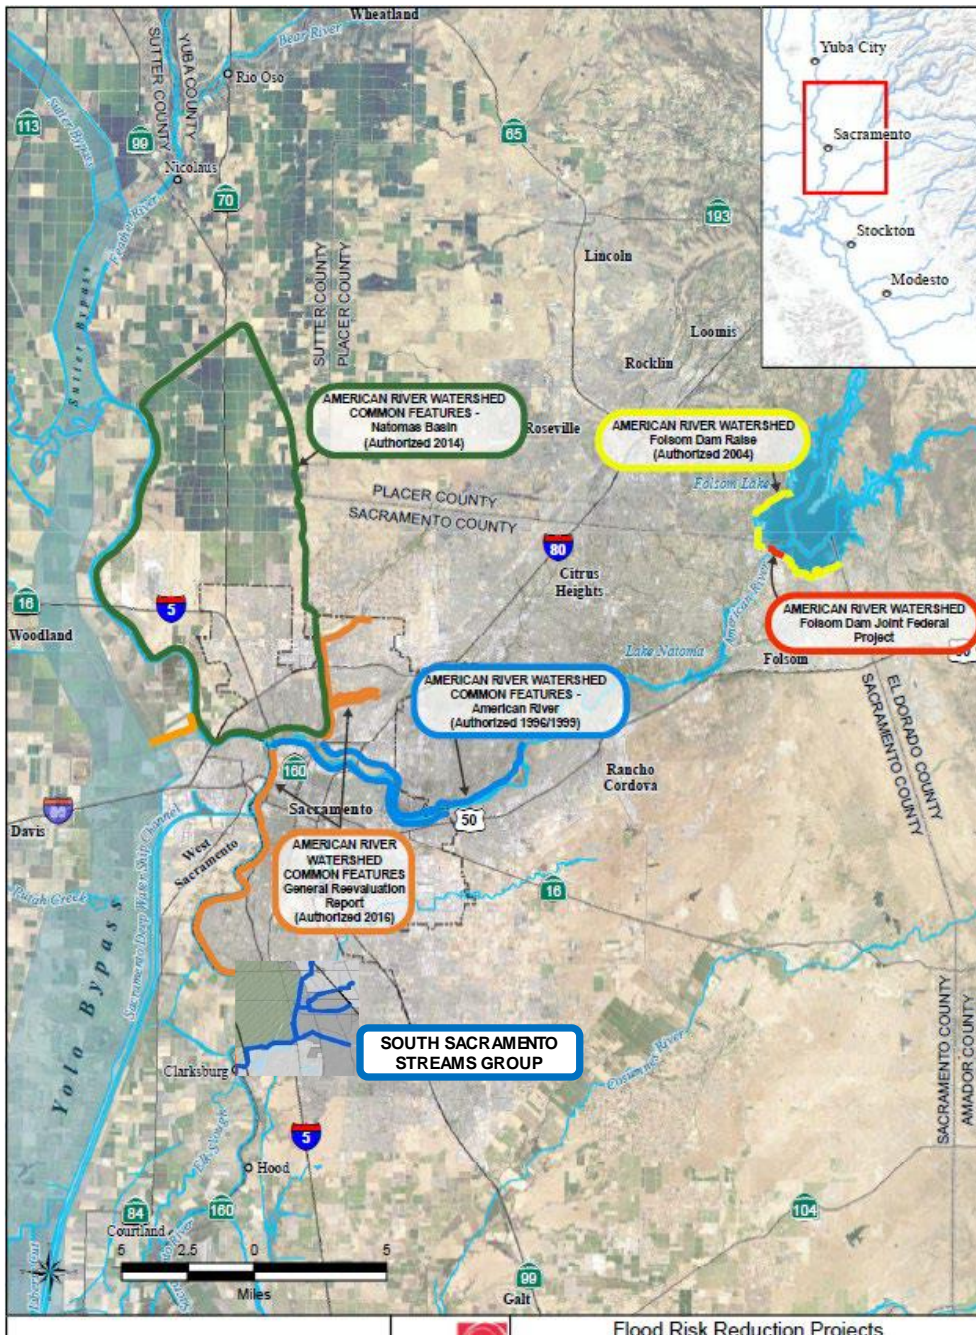 Wheatland
Bear River
SUTTER COUNTY
YUBA COUNTY
Rio Oso
Yuba City
113
99
65
Sutter Bypass
Sacramento
Nicolaus
70
193
Feather River
Stockton
Lincoln
Modesto
SUTTER COUNTY
PLACER COUNTY
Sutter Bypass
Loomis
Rocklin
AMERICAN RIVER WATERSHED
COMMON FEATURES -
Natomas Basin
(Authorized 2014)
Roseville
AMERICAN RIVER WATERSHED
Folsom Dam Raise
(Authorized 2004)
Folsom Lake
PLACER COUNTY
SACRAMENTO COUNTY
80
Citrus
Heights
American River
16
5
Woodland
AMERICAN RIVER WATERSHED
Folsom Dam Joint Federal
Project
Lake Natoma
Folsom
AMERICAN RIVER WATERSHED
COMMON FEATURES -
American River
(Authorized 1996/1999)
EL DORADO COUNTY
SACRAMENTO COUNTY
160
Rancho
Cordova
Sacramento
50
Davis
West
Sacramento
Sacramento Deep Water Ship Channel
AMERICAN RIVER
WATERSHED
COMMON FEATURES
General Reevaluation
Report
(Authorized 2016)
16
Putah Creek
Yolo Bypass
SOUTH SACRAMENTO
STREAMS GROUP
Clarksburg
Cosumnes River
SACRAMENTO COUNTY
AMADOR COUNTY
5
Elk Slough
Hood
84
160
104
Courtland
5 2.5 0 5
Miles
99
Galt
Flood Risk Reduction Projects